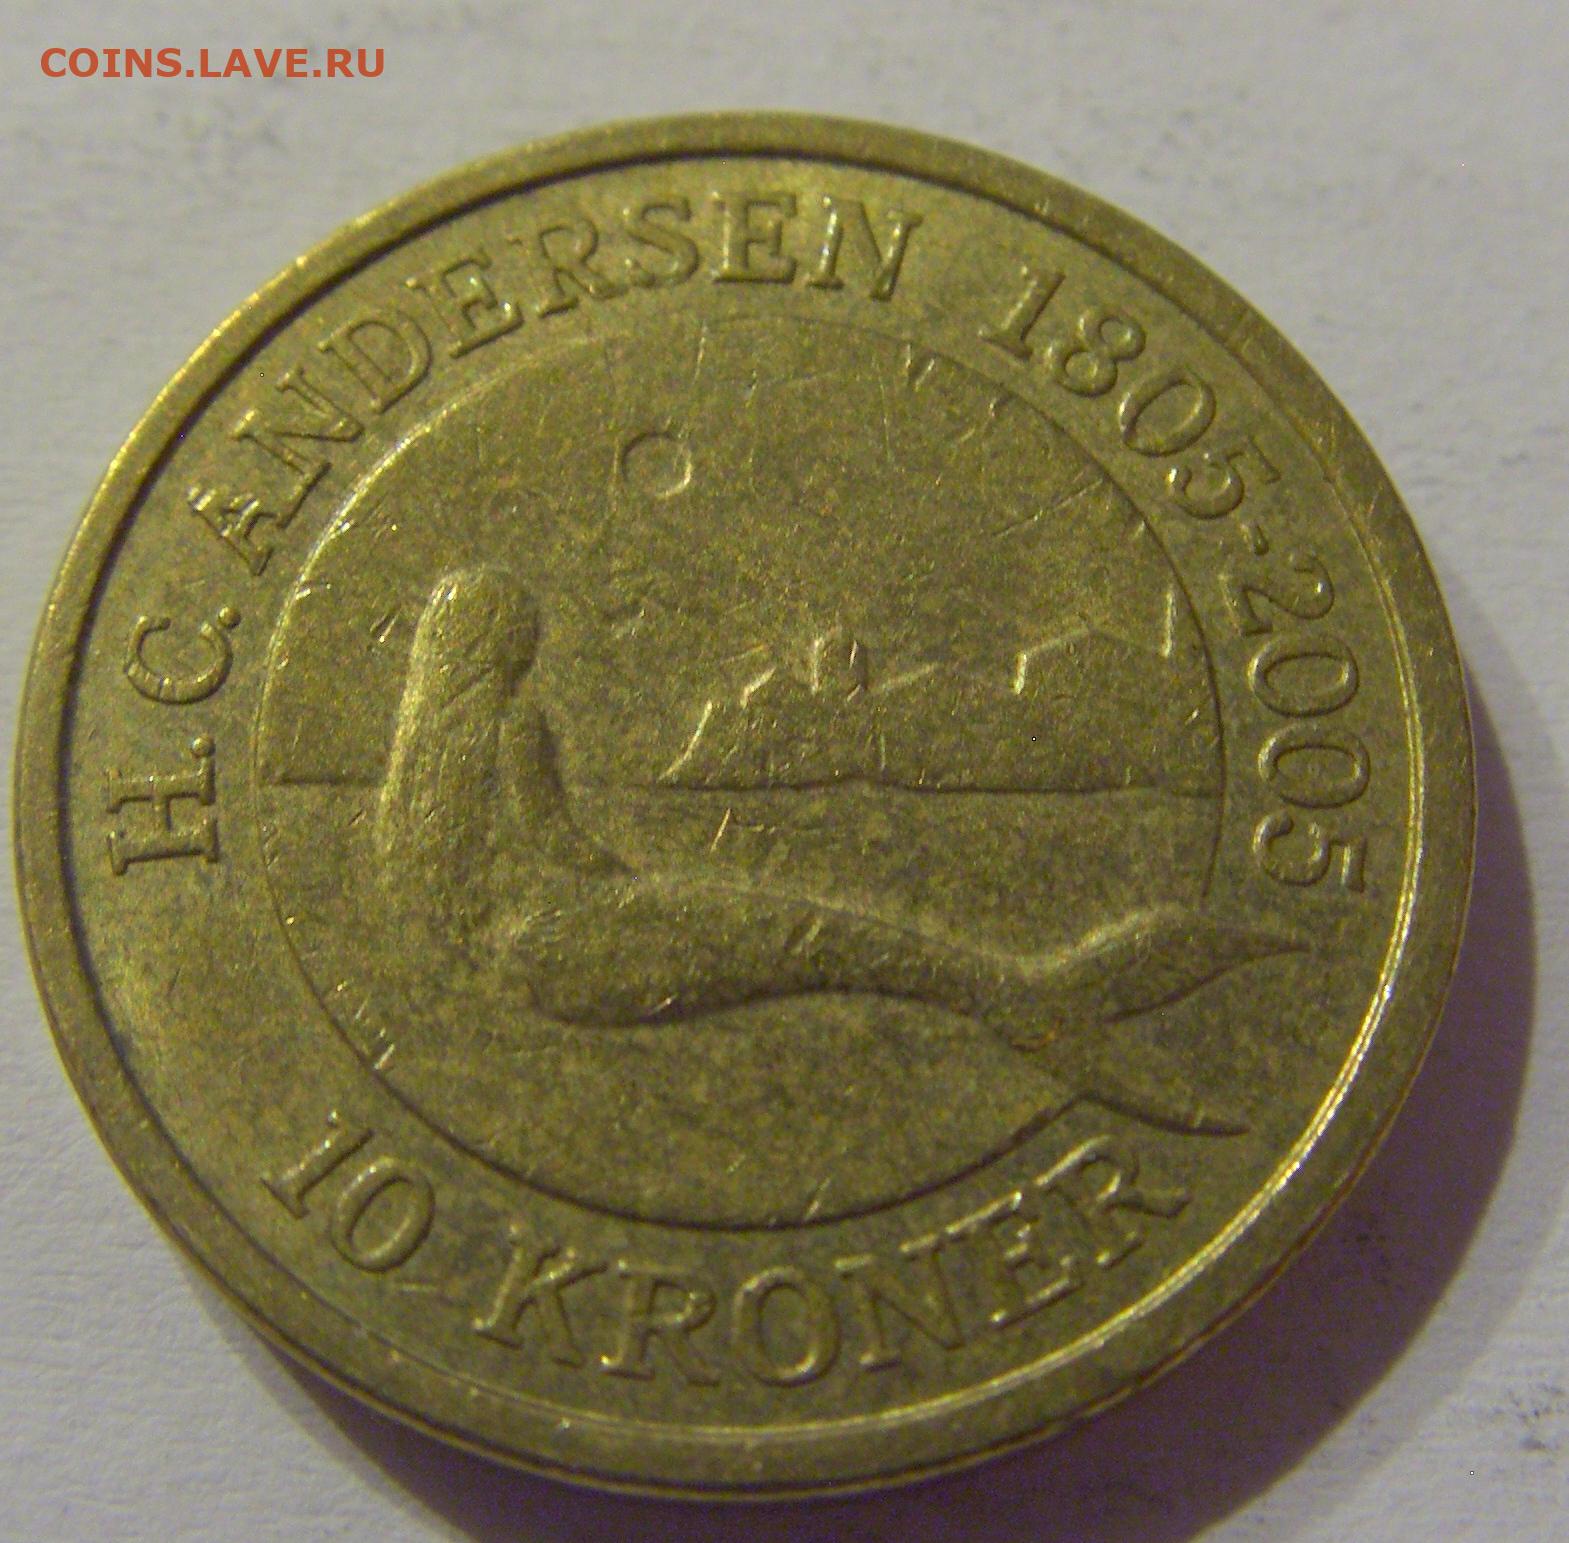 COINS.LAVE.RU
H.C. ANDERSEN 1805-2005
10 KRONER